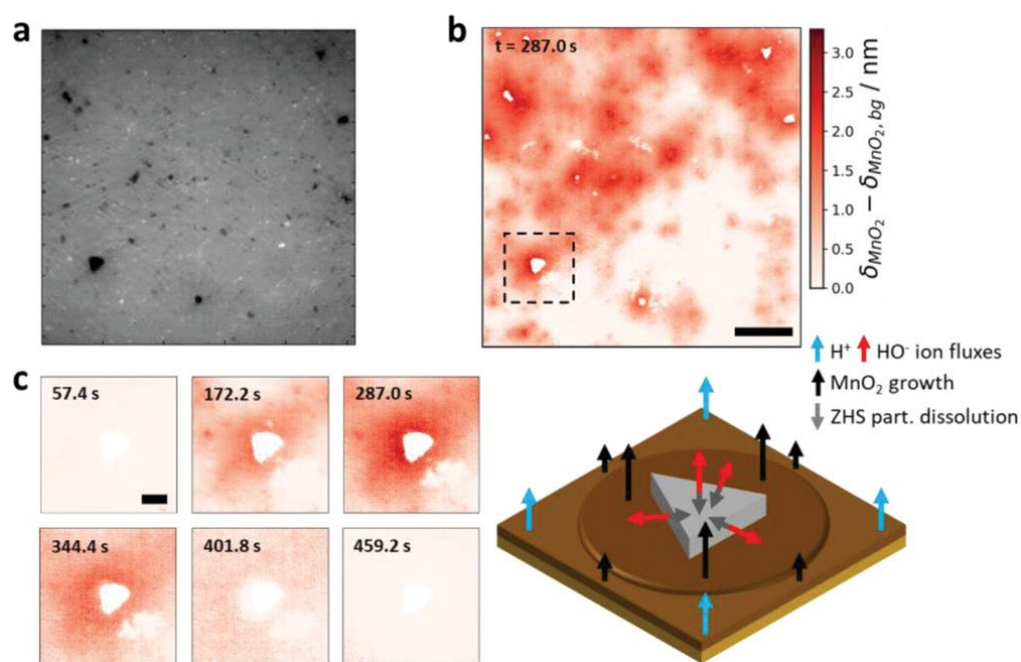 a
b
t = 287.0 s
3.0
2.5
2.0
1.5
1.0
0.5
0.0
δMnO₂ − δMnO₂, bg / nm
H⁺ HO⁻ ion fluxes
MnO₂ growth
ZHS part. dissolution
c
57.4 s
172.2 s
287.0 s
344.4 s
401.8 s
459.2 s